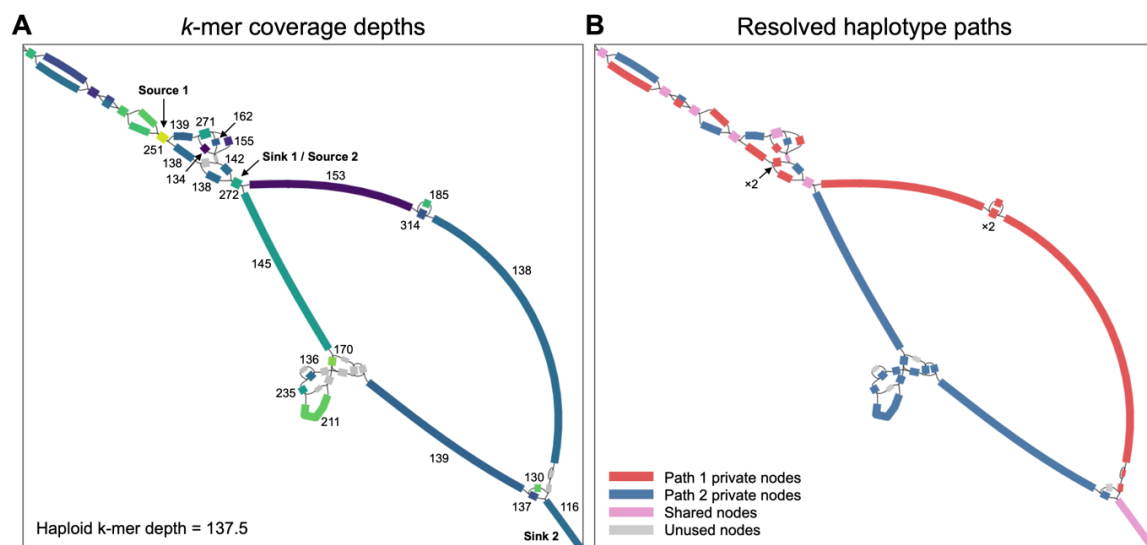 A
k-mer coverage depths
Source 1
139
271
162
155
251
138
134
142
138
272
Sink 1 / Source 2
153
185
314
138
145
170
136
235
211
139
130
137
116
Sink 2
Haploid k-mer depth = 137.5
B
Resolved haplotype paths
×2
×2
Path 1 private nodes
Path 2 private nodes
Shared nodes
Unused nodes